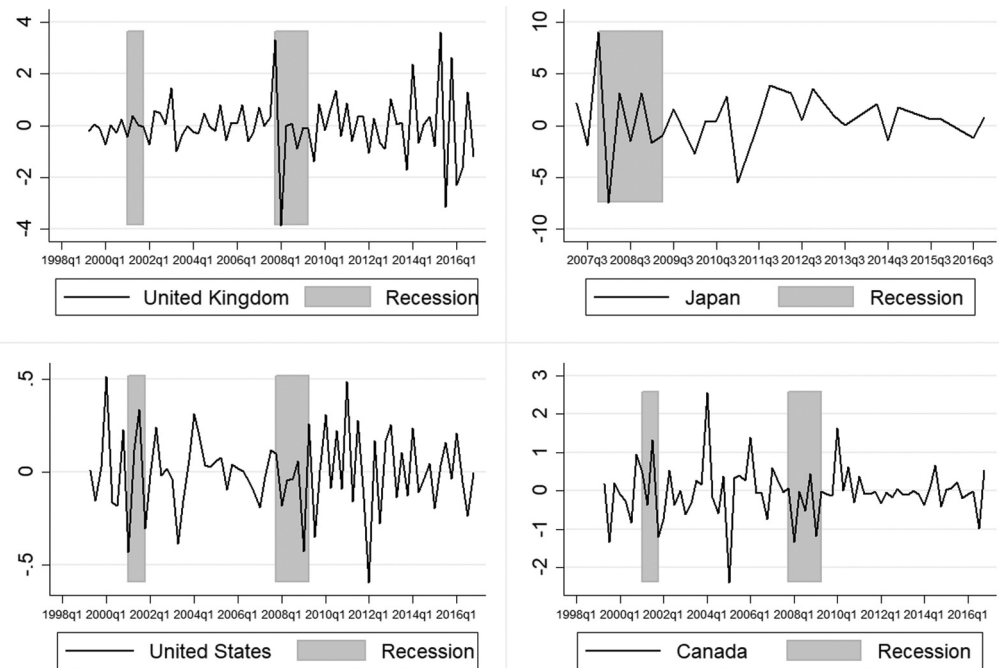 4
2
0
-2
-4
1998q1 2000q1 2002q1 2004q1 2006q1 2008q1 2010q1 2012q1 2014q1 2016q1
United Kingdom Recession
10
5
0
-5
-10
2007q3 2008q3 2009q3 2010q3 2011q3 2012q3 2013q3 2014q3 2015q3 2016q3
Japan Recession
.5
0
-.5
1998q1 2000q1 2002q1 2004q1 2006q1 2008q1 2010q1 2012q1 2014q1 2016q1
United States Recession
3
2
1
0
-1
-2
1998q1 2000q1 2002q1 2004q1 2006q1 2008q1 2010q1 2012q1 2014q1 2016q1
Canada Recession